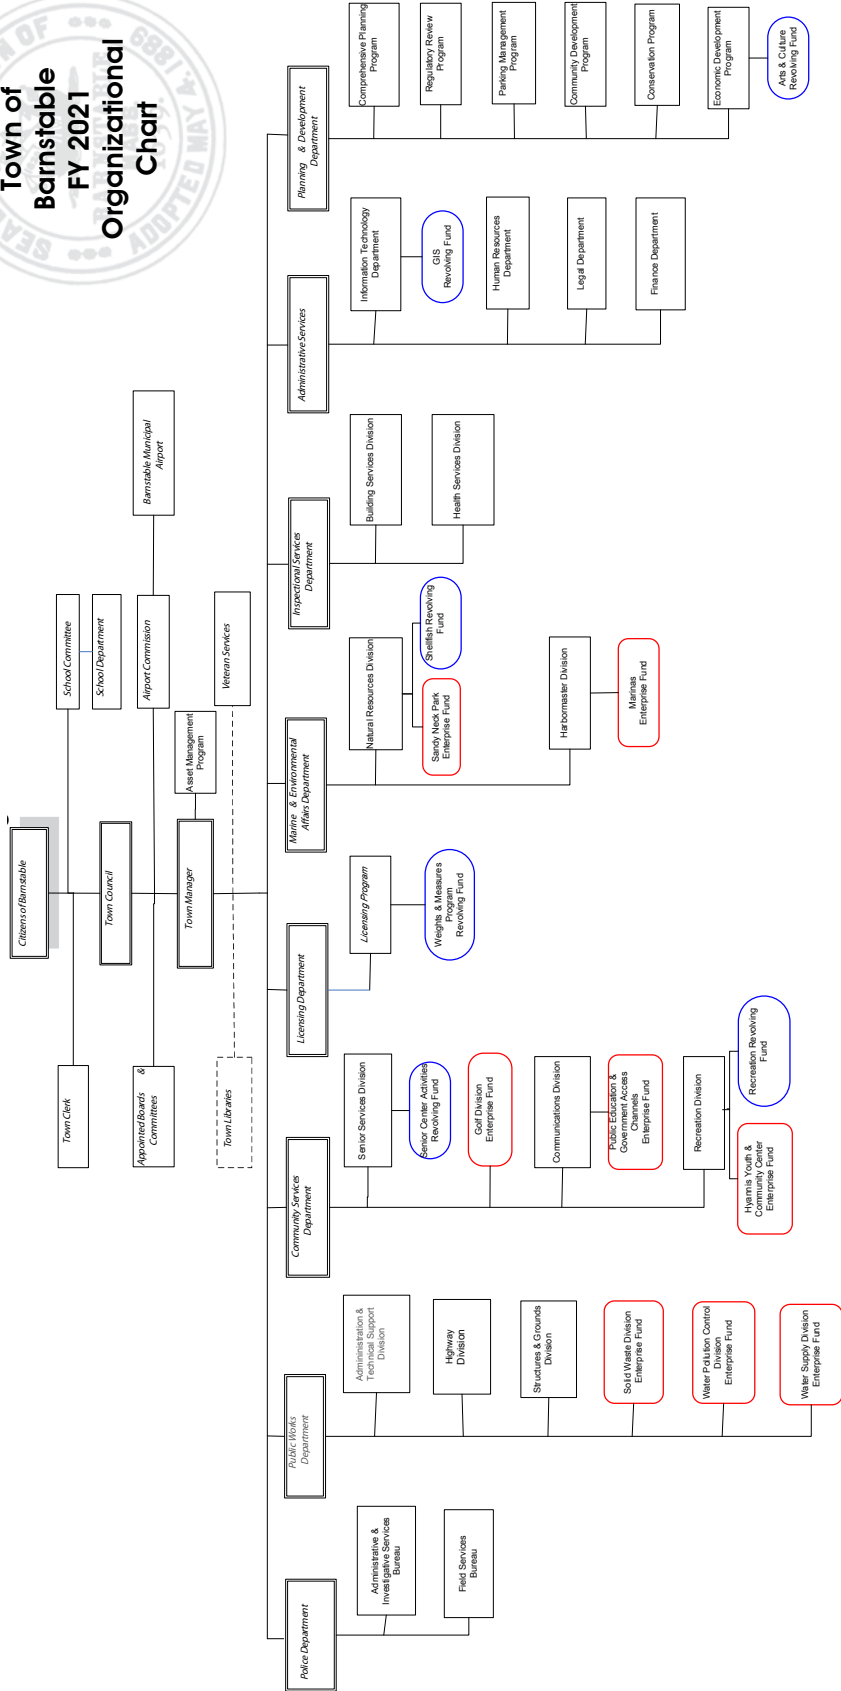 Town of
Barnstable
FY 2021
Organizational
Chart
SEAL
OF
ADOPTED MAY A.
Citizens of Barnstable
Town Clerk
School Committee
School Department
Town Council
Appointed Boards &
Committees
Airport Commission
Barnstable Municipal
Airport
Town Manager
Asset Management
Program
Town Libraries
Veteran Services
Police Department
Administrative &
Investigative Services
Bureau
Field Services
Bureau
Public Works
Department
Administration &
Technical Support
Division
Highway
Division
Structures & Grounds
Division
Solid Waste Division
Enterprise Fund
Water Pollution Control
Division
Enterprise Fund
Water Supply Division
Enterprise Fund
Community Services
Department
Senior Services Division
Senior Center Activities
Revolving Fund
Golf Division
Enterprise Fund
Communications Division
Public Education &
Government Access
Channels
Enterprise Fund
Recreation Division
Hyannis Youth &
Community Center
Enterprise Fund
Recreation Revolving
Fund
Licensing Department
Licensing Program
Weights & Measures
Program
Revolving Fund
Marine & Environmental
Affairs Department
Natural Resources Division
Sandy Neck Park
Enterprise Fund
Shellfish Revolving
Fund
Harbormaster Division
Marinas
Enterprise Fund
Inspectional Services
Department
Building Services Division
Health Services Division
Administrative Services
Information Technology
Department
GIS
Revolving Fund
Human Resources
Department
Legal Department
Finance Department
Planning & Development
Department
Comprehensive Planning
Program
Regulatory Review
Program
Parking Management
Program
Community Development
Program
Conservation Program
Economic Development
Program
Arts & Culture
Revolving Fund